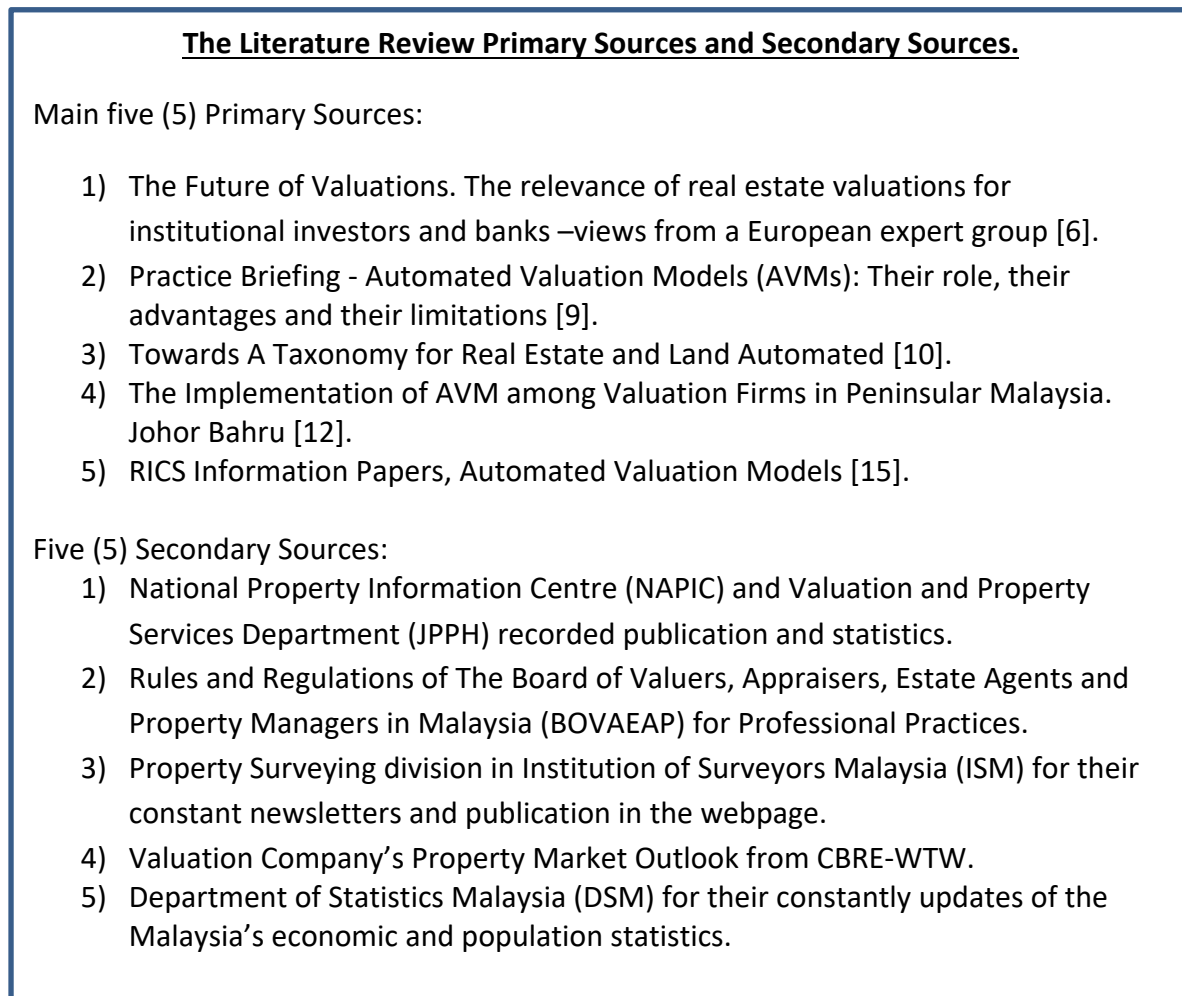 The Literature Review Primary Sources and Secondary Sources.
Main five (5) Primary Sources:
1) The Future of Valuations. The relevance of real estate valuations for
institutional investors and banks –views from a European expert group [6].
2) Practice Briefing - Automated Valuation Models (AVMs): Their role, their
advantages and their limitations [9].
3) Towards A Taxonomy for Real Estate and Land Automated [10].
4) The Implementation of AVM among Valuation Firms in Peninsular Malaysia.
Johor Bahru [12].
5) RICS Information Papers, Automated Valuation Models [15].
Five (5) Secondary Sources:
1) National Property Information Centre (NAPIC) and Valuation and Property
Services Department (JPPH) recorded publication and statistics.
2) Rules and Regulations of The Board of Valuers, Appraisers, Estate Agents and
Property Managers in Malaysia (BOVAEAP) for Professional Practices.
3) Property Surveying division in Institution of Surveyors Malaysia (ISM) for their
constant newsletters and publication in the webpage.
4) Valuation Company’s Property Market Outlook from CBRE-WTW.
5) Department of Statistics Malaysia (DSM) for their constantly updates of the
Malaysia’s economic and population statistics.